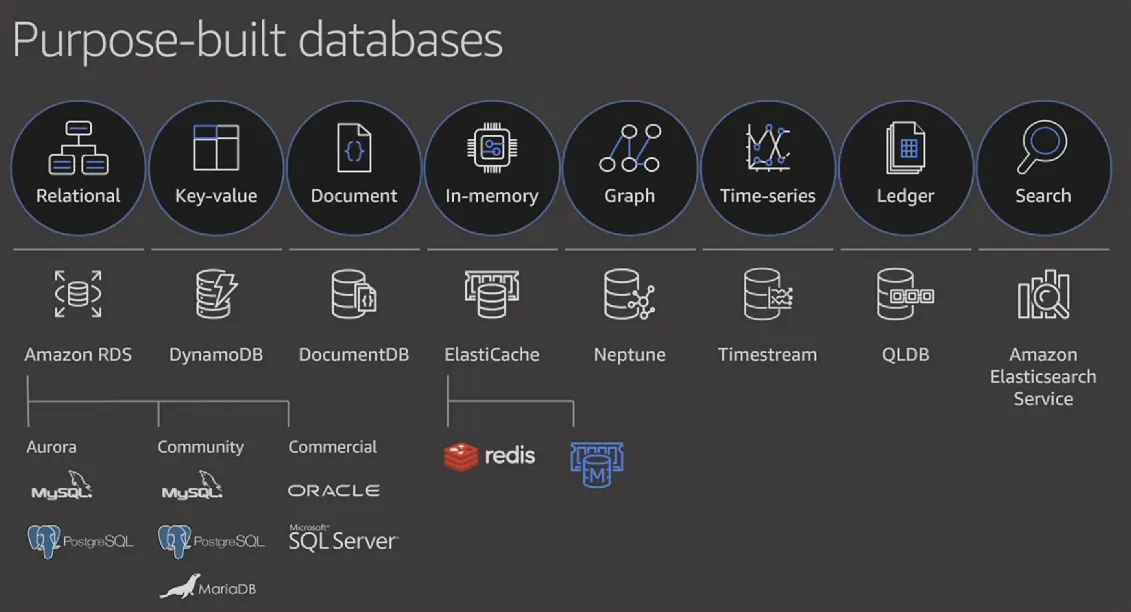 Purpose-built databases
Relational
Key-value
Document
In-memory
Graph
Time-series
Ledger
Search
Amazon RDS
DynamoDB
DocumentDB
ElastiCache
Neptune
Timestream
QLDB
Amazon
Elasticsearch
Service
Aurora
MySQL
PostgreSQL
Community
MySQL
PostgreSQL
MariaDB
Commercial
ORACLE
Microsoft
SQL Server
redis
M